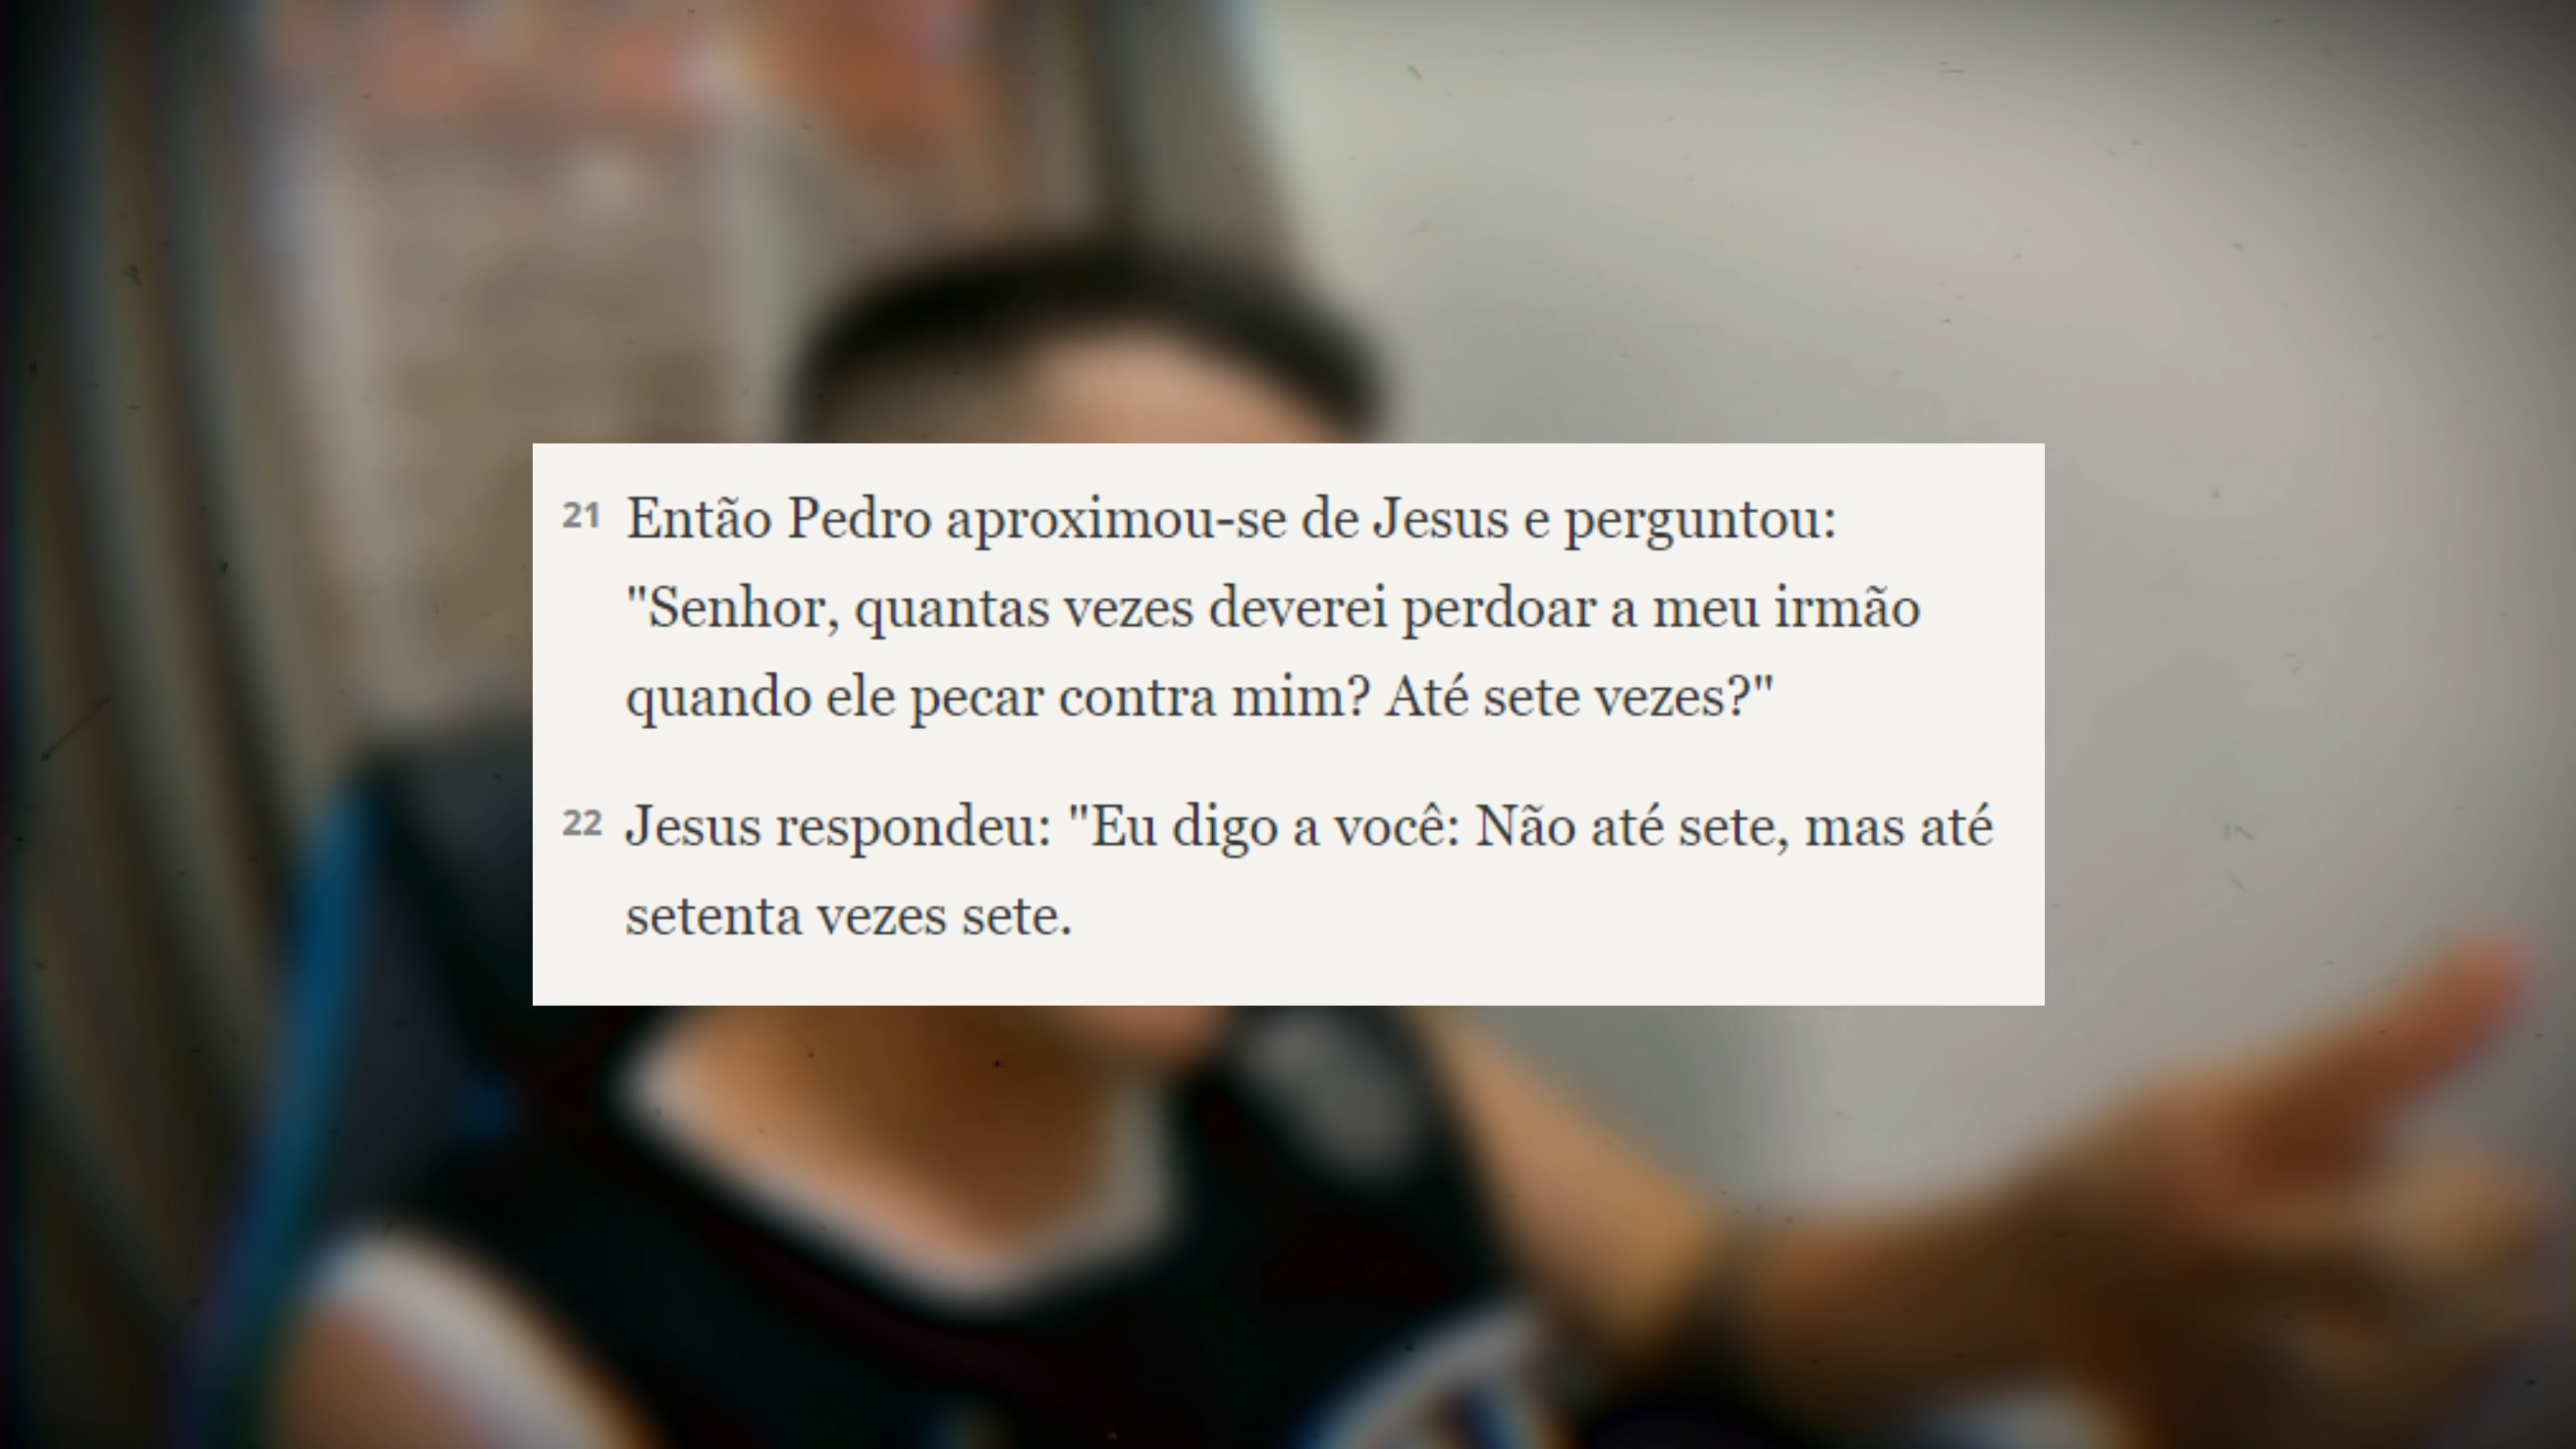 21 Então Pedro aproximou-se de Jesus e perguntou:
"Senhor, quantas vezes deverei perdoar a meu irmão
quando ele pecar contra mim? Até sete vezes?"
22 Jesus respondeu: "Eu digo a você: Não até sete, mas até
setenta vezes sete.